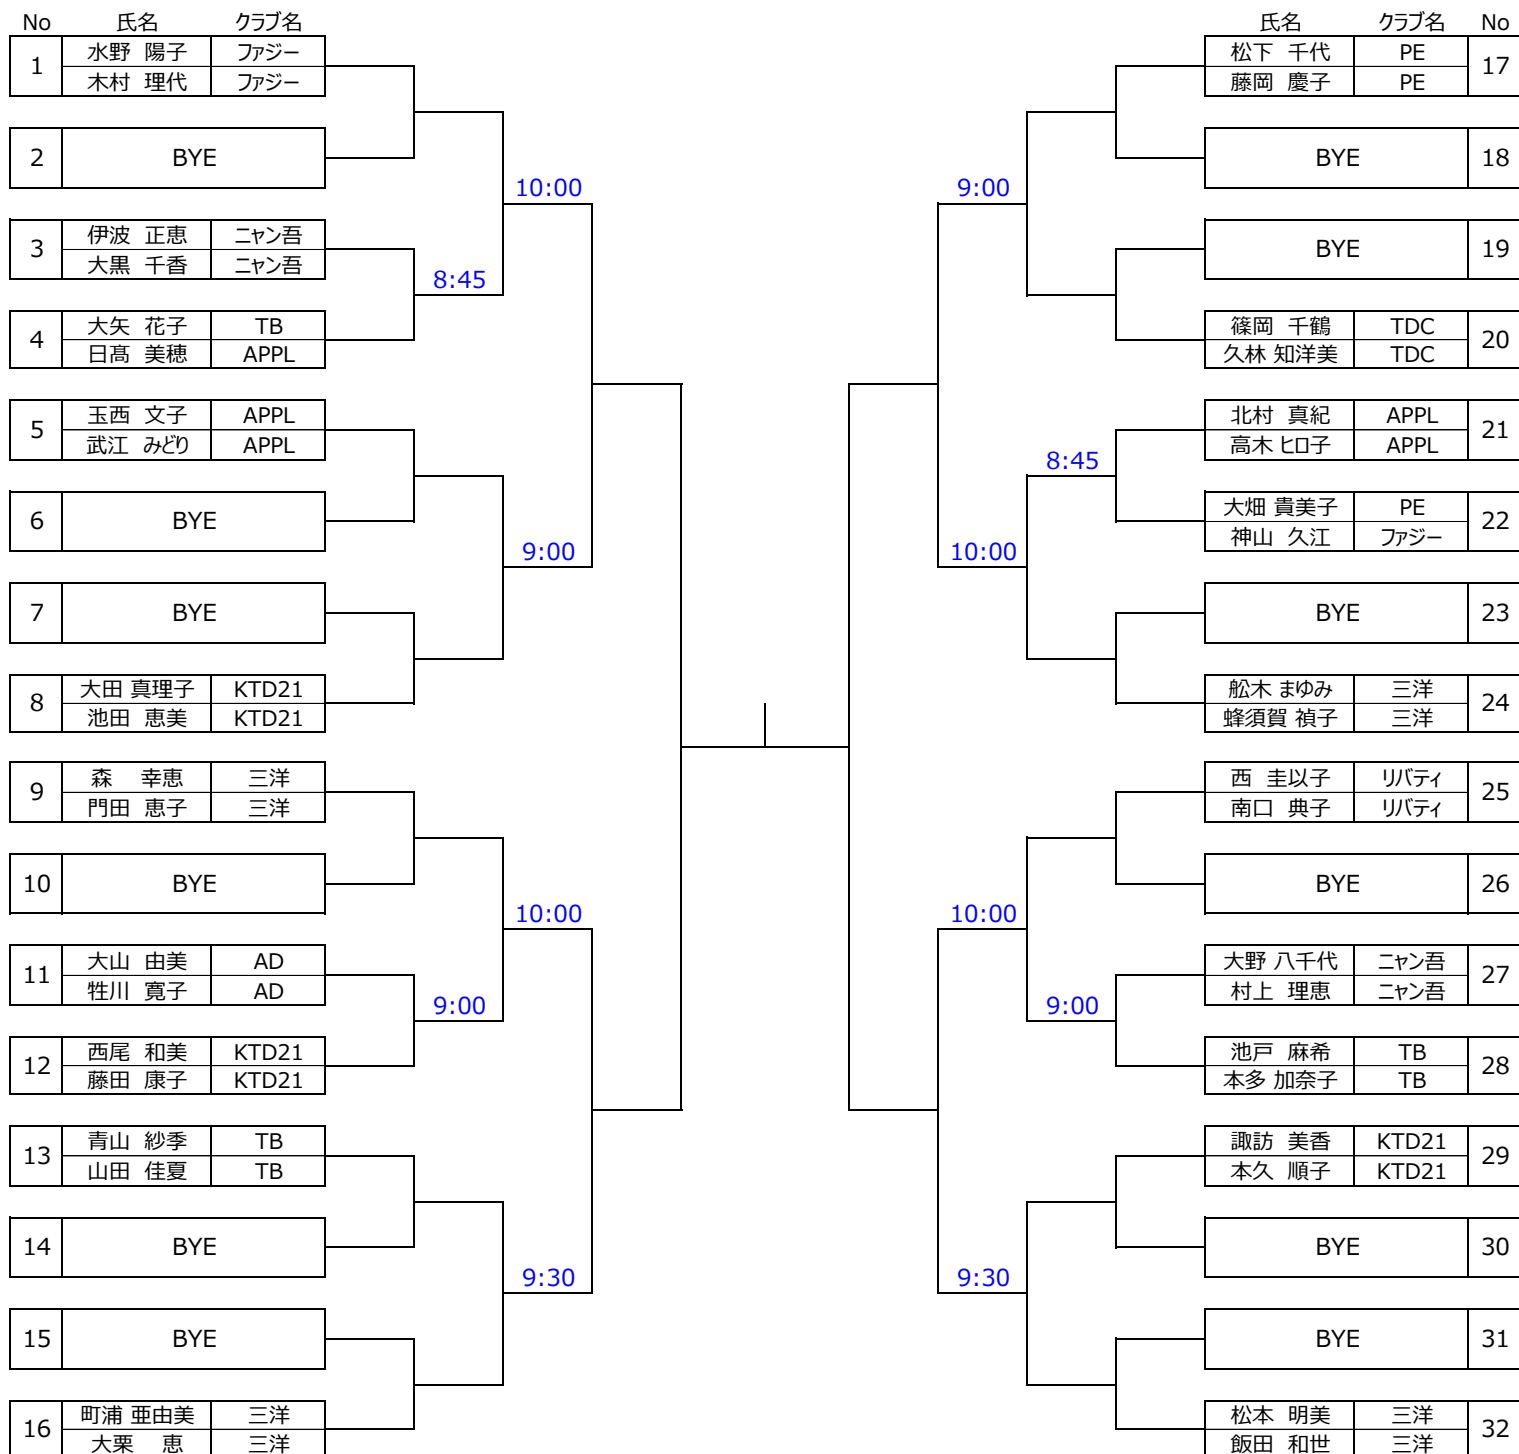 No 氏名 クラブ名
1 水野 陽子 ファジー
木村 理代 ファジー
2 BYE
10:00
3 伊波 正恵 ニャン吾
大黒 千香 ニャン吾
8:45
4 大矢 花子 TB
日髙 美穂 APPL
5 玉西 文子 APPL
武江 みどり APPL
6 BYE
9:00
7 BYE
8 大田 真理子 KTD21
池田 恵美 KTD21
9 森 幸恵 三洋
門田 恵子 三洋
10 BYE
10:00
11 大山 由美 AD
牲川 寛子 AD
9:00
12 西尾 和美 KTD21
藤田 康子 KTD21
13 青山 紗季 TB
山田 佳夏 TB
14 BYE
9:30
15 BYE
16 町浦 亜由美 三洋
大栗 恵 三洋
氏名 クラブ名 No
松下 千代 PE 17
藤岡 慶子 PE
BYE 18
9:00
BYE 19
篠岡 千鶴 TDC 20
久林 知洋美 TDC
北村 真紀 APPL 21
高木 ヒロ子 APPL
8:45
大畑 貴美子 PE 22
神山 久江 ファジー
10:00
BYE 23
舩木 まゆみ 三洋 24
蜂須賀 禎子 三洋
西 圭以子 リバティ 25
南口 典子 リバティ
BYE 26
10:00
大野 八千代 ニャン吾 27
村上 理恵 ニャン吾
9:00
池戸 麻希 TB 28
本多 加奈子 TB
諏訪 美香 KTD21 29
本久 順子 KTD21
BYE 30
9:30
BYE 31
松本 明美 三洋 32
飯田 和世 三洋